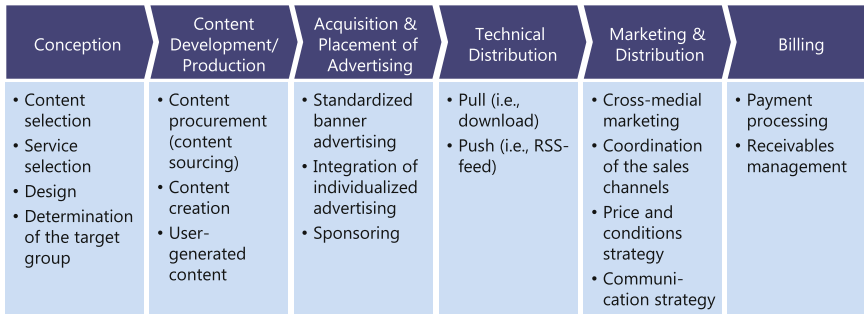 Conception
Content
Development/
Production
Acquisition &
Placement of
Advertising
Technical
Distribution
Marketing &
Distribution
Billing
• Content
selection
• Service
selection
• Design
• Determination
of the target
group
• Content
procurement
(content
sourcing)
• Content
creation
• User-
generated
content
• Standardized
banner
advertising
• Integration of
individualized
advertising
• Sponsoring
• Pull (i.e.,
download)
• Push (i.e., RSS-
feed)
• Cross-medial
marketing
• Coordination
of the sales
channels
• Price and
conditions
strategy
• Communi-
cation strategy
• Payment
processing
• Receivables
management